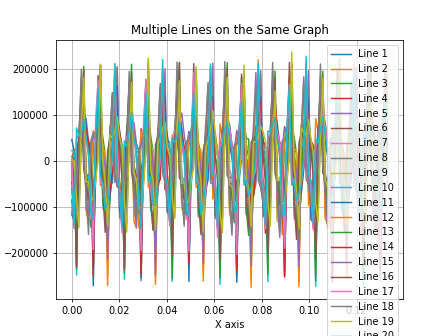 Multiple Lines on the Same Graph
200000
100000
0
−100000
−200000
0.00 0.02 0.04 0.06 0.08 0.10
X axis
Line 1
Line 2
Line 3
Line 4
Line 5
Line 6
Line 7
Line 8
Line 9
Line 10
Line 11
Line 12
Line 13
Line 14
Line 15
Line 16
Line 17
Line 18
Line 19
Line 20